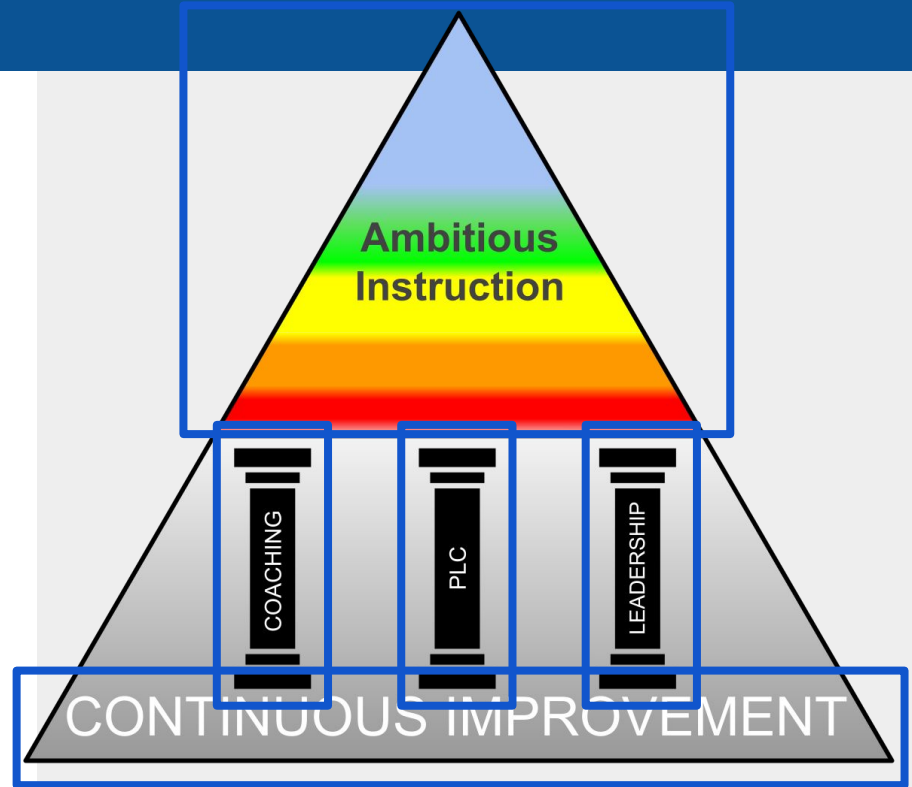 Ambitious
Instruction
COACHING
PLC
LEADERSHIP
CONTINUOUS IMPROVEMENT